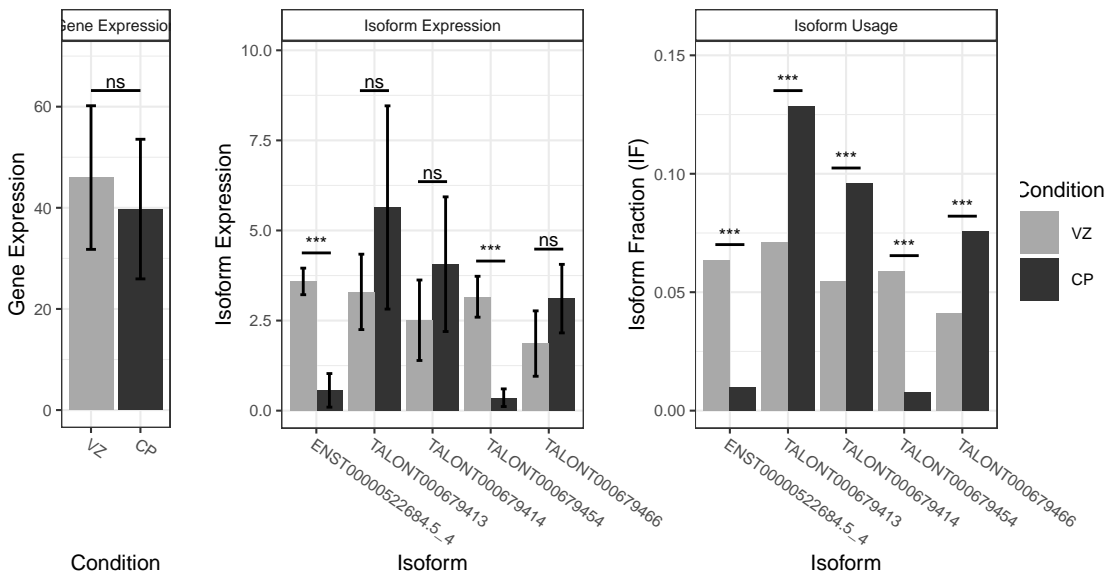 Gene Expression
Gene Expression
0
20
40
60
ns
VZ
CP
Condition
Isoform Expression
Isoform Expression
0.0
2.5
5.0
7.5
10.0
***
ns
ns
***
ns
ENST00000522684.5_4
TALONT000679413
TALONT000679414
TALONT000679454
TALONT000679466
Isoform
Isoform Usage
Isoform Fraction (IF)
0.00
0.05
0.10
0.15
***
***
***
***
***
ENST00000522684.5_4
TALONT000679413
TALONT000679414
TALONT000679454
TALONT000679466
Isoform
Condition
VZ
CP